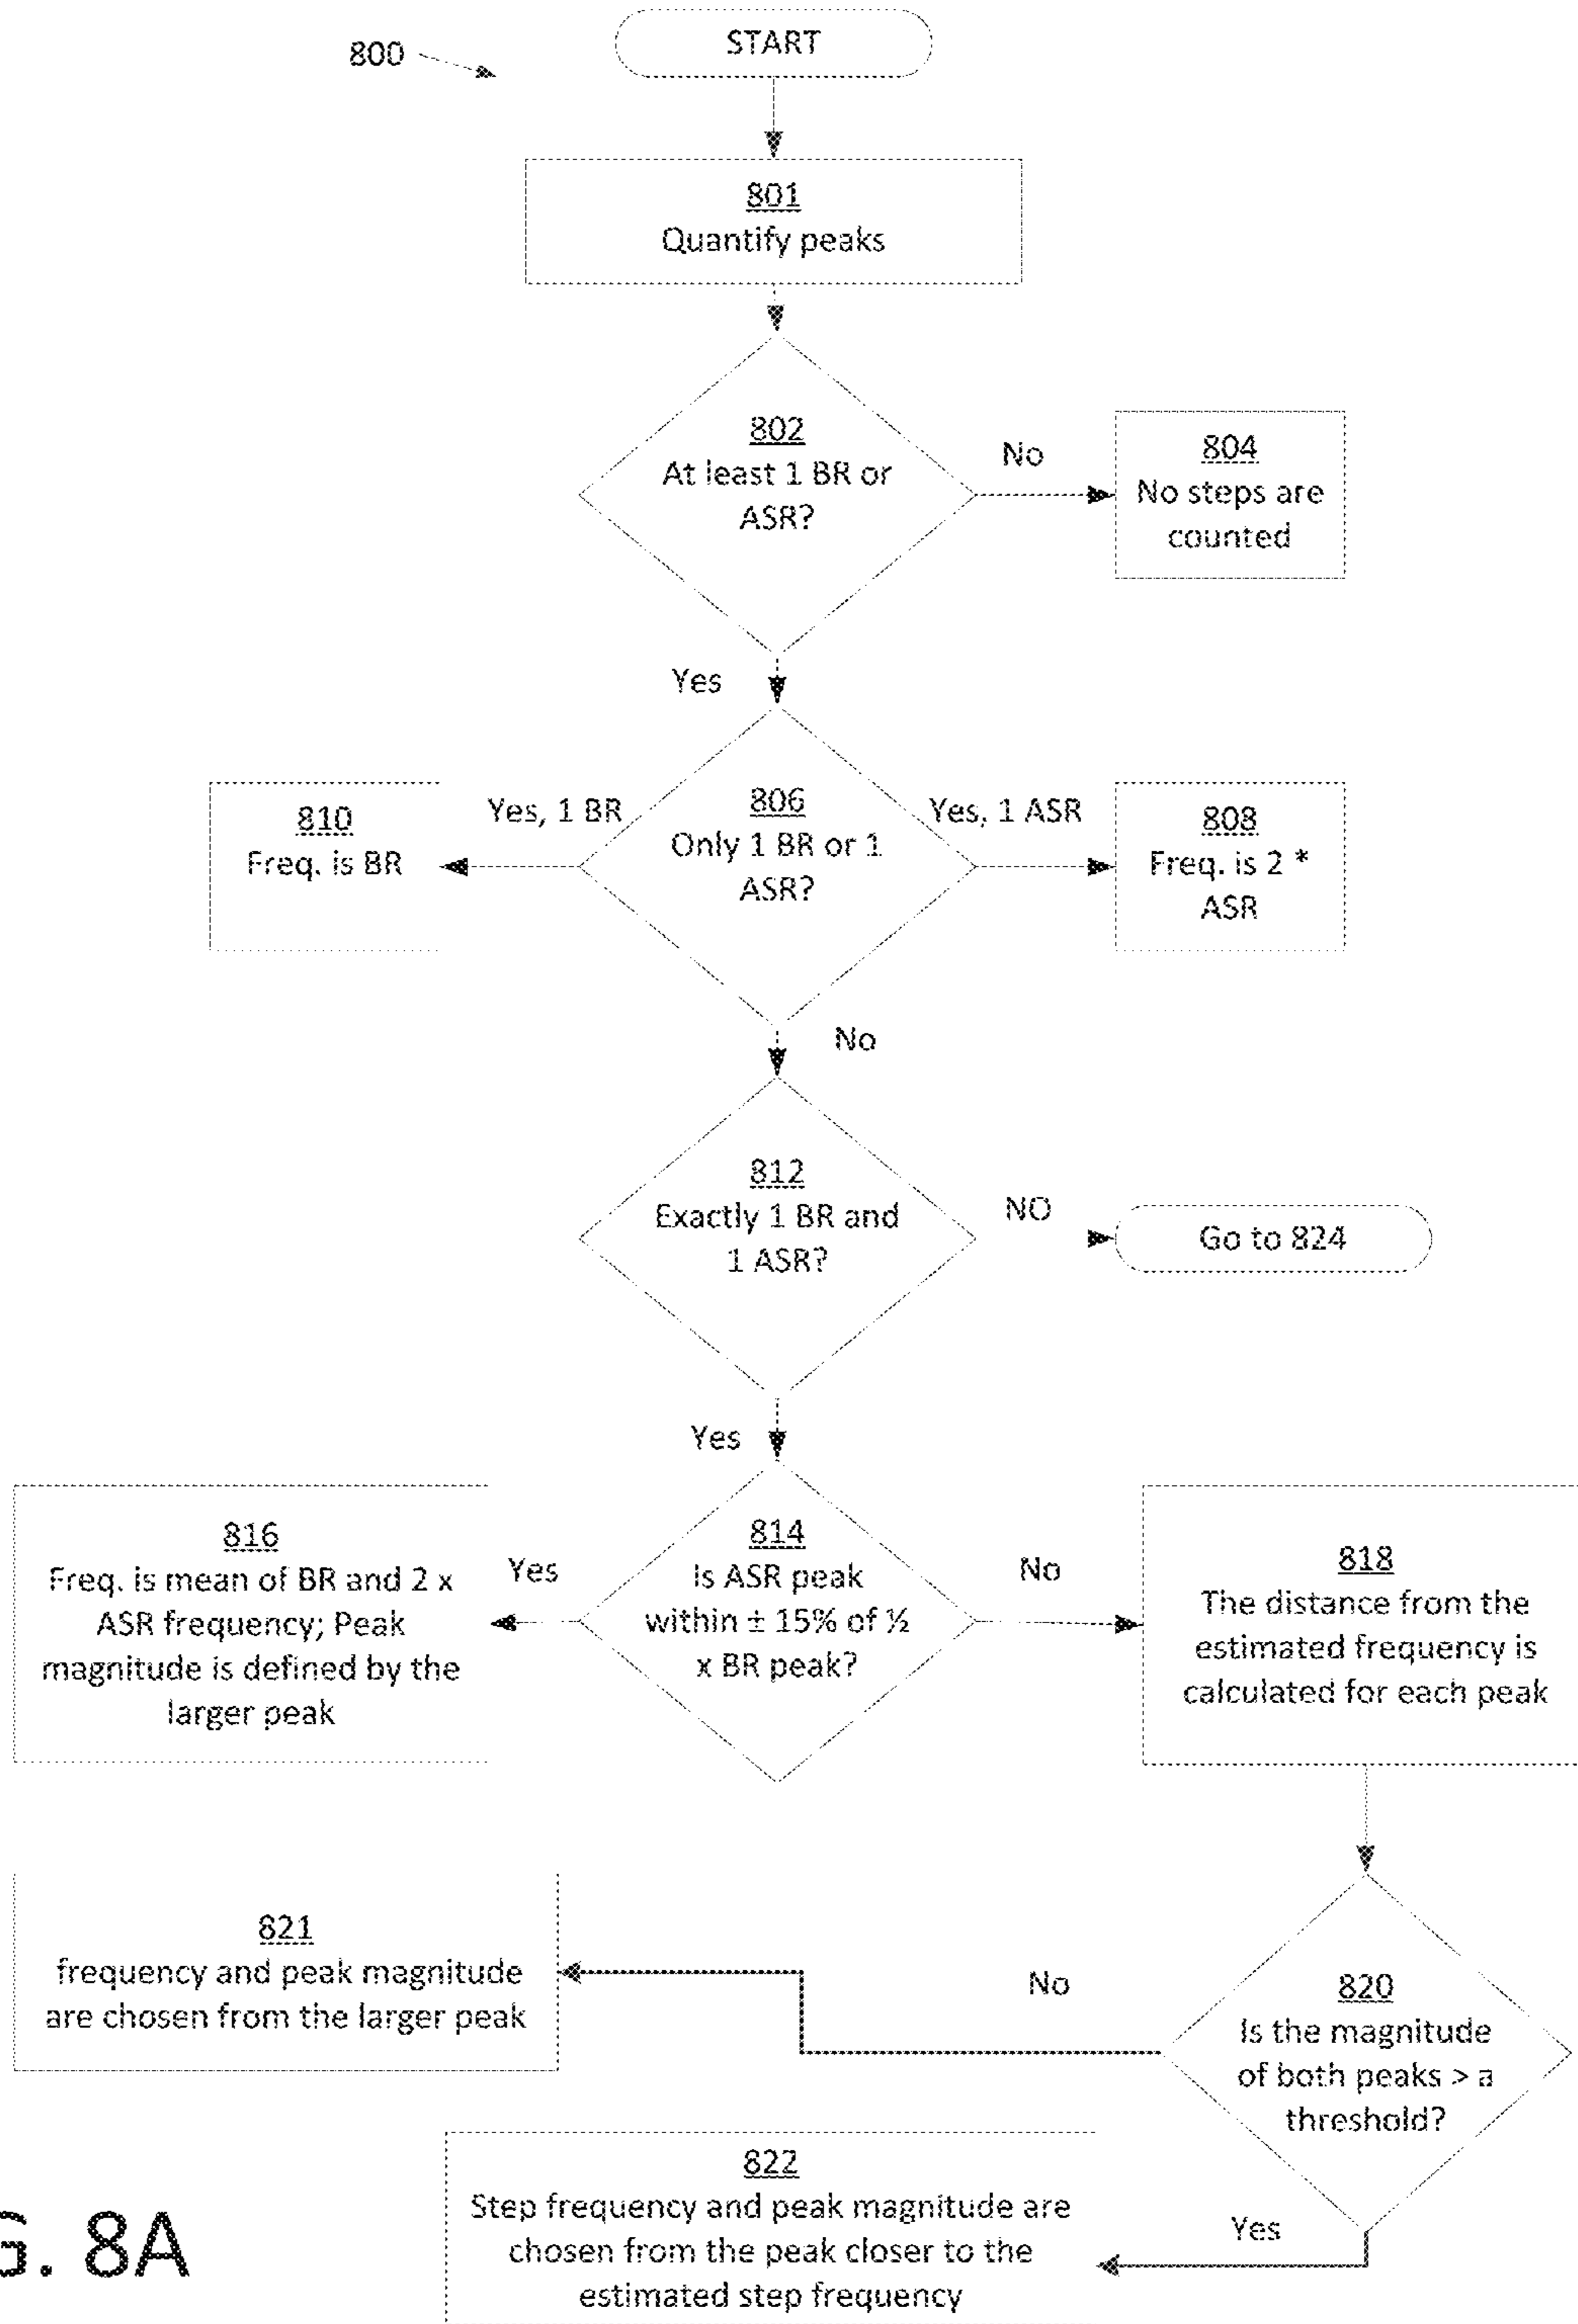 800
START
801
Quantify peaks
802
At least 1 BR or
ASR?
No
804
No steps are
counted
Yes
810
Freq. is BR
Yes, 1 BR
806
Only 1 BR or 1
ASR?
Yes, 1 ASR
808
Freq. is 2 *
ASR
No
812
Exactly 1 BR and
1 ASR?
NO
Go to 824
Yes
816
Freq. is mean of BR and 2 x
ASR frequency; Peak
magnitude is defined by the
larger peak
Yes
814
Is ASR peak
within ± 15% of ½
x BR peak?
No
818
The distance from the
estimated frequency is
calculated for each peak
821
frequency and peak magnitude
are chosen from the larger peak
No
820
Is the magnitude
of both peaks > a
threshold?
822
Step frequency and peak magnitude are
chosen from the peak closer to the
estimated step frequency
Yes
G. 8A